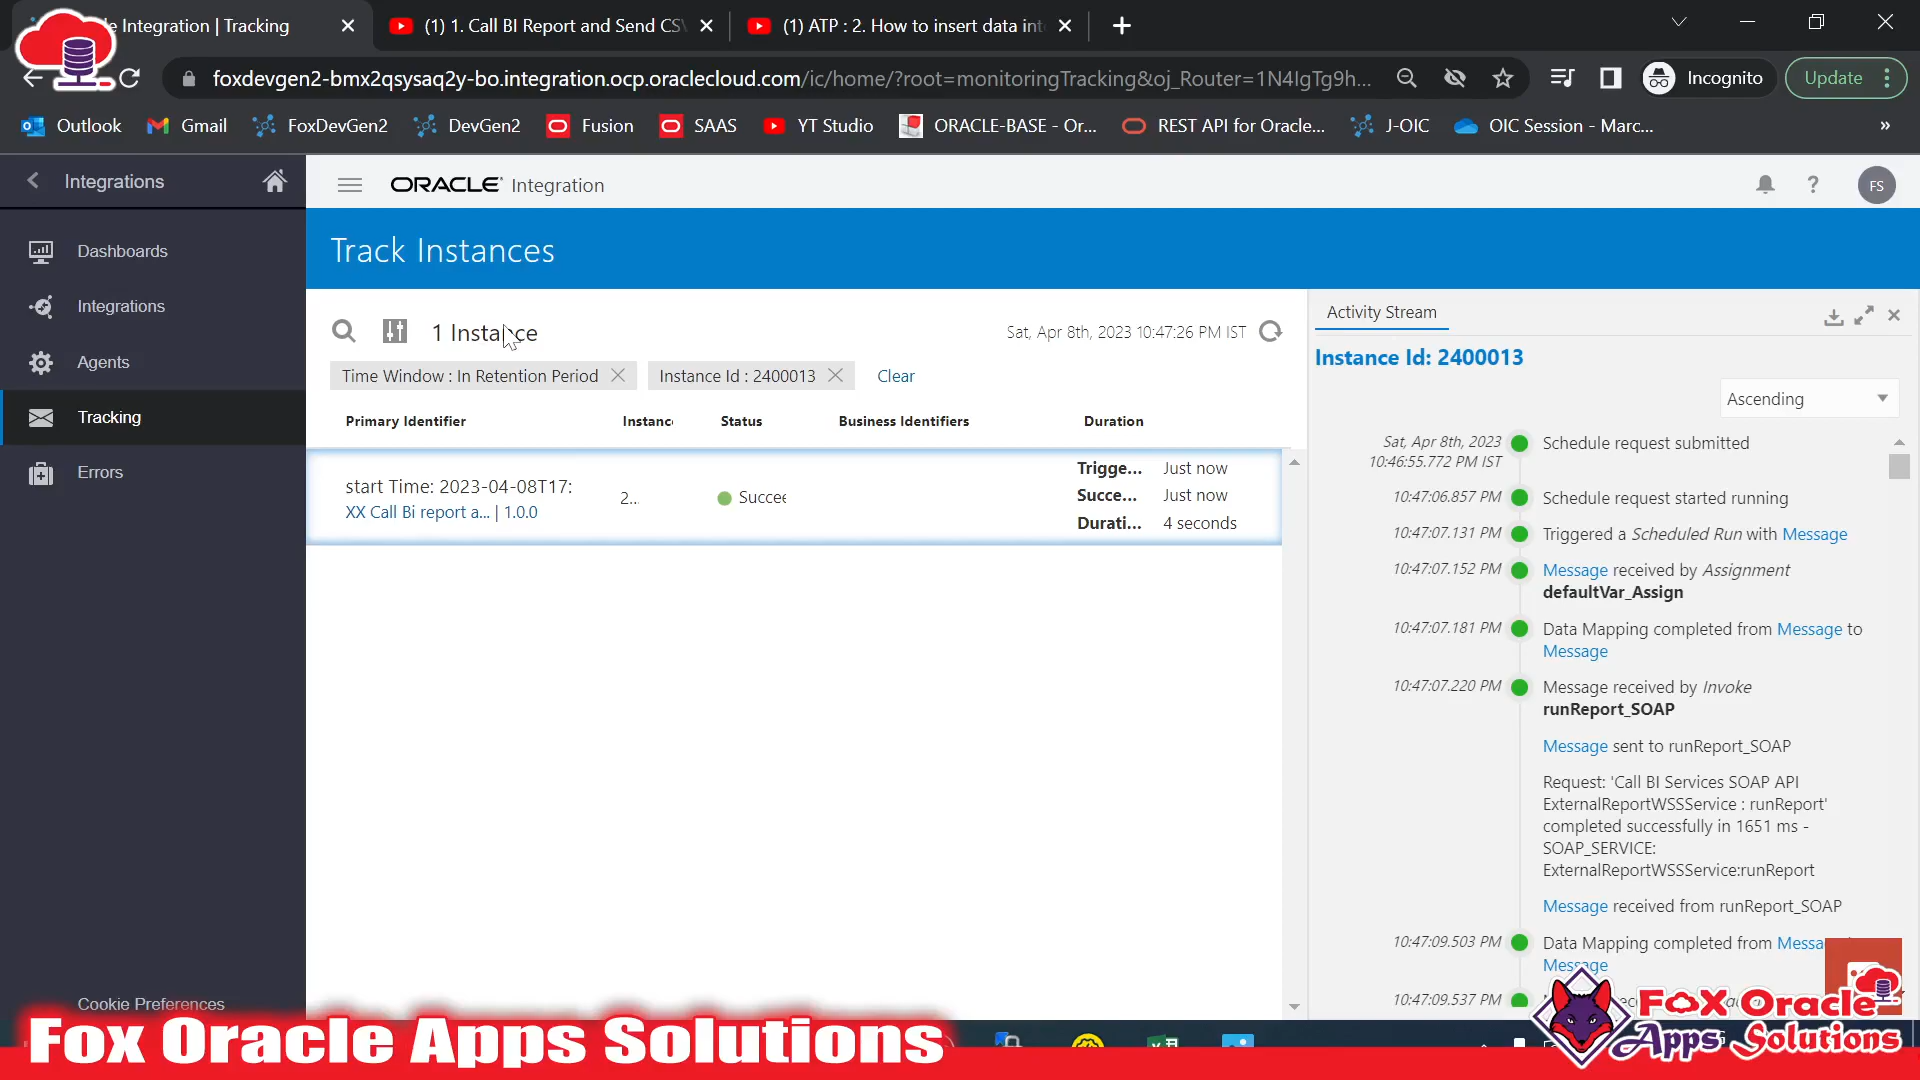 le Integration | Tracking
(1) 1. Call BI Report and Send CSV
(1) ATP : 2. How to insert data int
foxdevgen2-bmx2qsysaq2y-bo.integration.ocp.oraclecloud.com/ic/home/?root=monitoringTracking&oj_Router=1N4IgTg9h...
Incognito
Update
Outlook
Gmail
FoxDevGen2
DevGen2
Fusion
SAAS
YT Studio
ORACLE-BASE - Or...
REST API for Oracle...
J-OIC
OIC Session - Marc...
»
Integrations
ORACLE Integration
FS
Dashboards
Integrations
Agents
Tracking
Errors
Cookie Preferences
Track Instances
1 Instance
Sat, Apr 8th, 2023 10:47:26 PM IST
Time Window : In Retention Period
Instance Id : 2400013
Clear
Primary Identifier
Instanc
Status
Business Identifiers
Duration
start Time: 2023-04-08T17:
XX Call Bi report a... | 1.0.0
2...
Succee
Trigge... Just now
Succe... Just now
Durati... 4 seconds
Activity Stream
Instance Id: 2400013
Ascending
Sat, Apr 8th, 2023
10:46:55.772 PM IST
Schedule request submitted
10:47:06.857 PM
Schedule request started running
10:47:07.131 PM
Triggered a Scheduled Run with Message
10:47:07.152 PM
Message received by Assignment
defaultVar_Assign
10:47:07.181 PM
Data Mapping completed from Message to
Message
10:47:07.220 PM
Message received by Invoke
runReport_SOAP
Message sent to runReport_SOAP
Request: 'Call BI Services SOAP API
ExternalReportWSSService : runReport'
completed successfully in 1651 ms -
SOAP_SERVICE:
ExternalReportWSSService:runReport
Message received from runReport_SOAP
10:47:09.503 PM
Data Mapping completed from Messa
Message
10:47:09.537 PM
Fox Oracle Apps Solutions
FOX Oracle
Apps Solutions